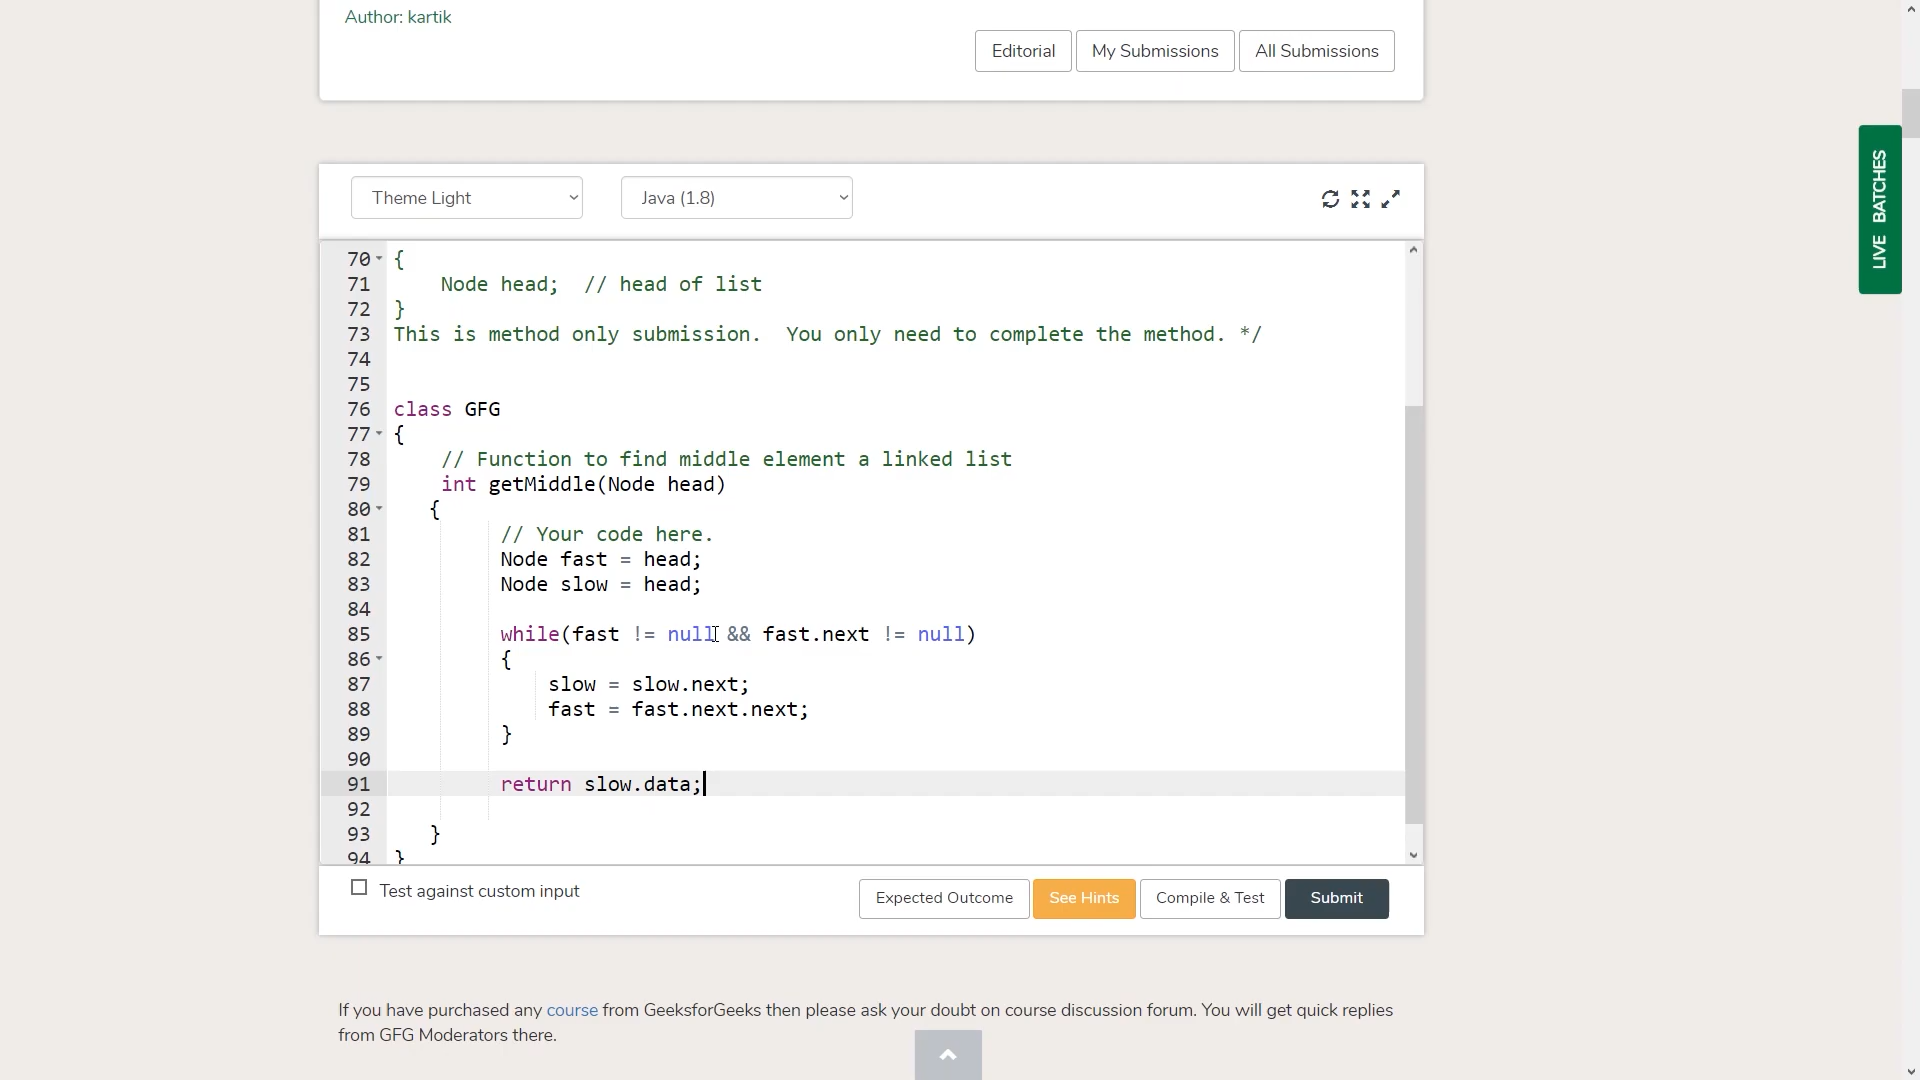 Author: kartik
Editorial My Submissions All Submissions
LIVE BATCHES
Theme Light Java (1.8)
70 {
71 Node head; // head of list
72 }
73 This is method only submission. You only need to complete the method. */
74
75
76 class GFG
77 {
78 // Function to find middle element a linked list
79 int getMiddle(Node head)
80 {
81 // Your code here.
82 Node fast = head;
83 Node slow = head;
84
85 while(fast != null && fast.next != null)
86 {
87 slow = slow.next;
88 fast = fast.next.next;
89 }
90
91 return slow.data;
92
93 }
94 }
Test against custom input Expected Outcome See Hints Compile & Test Submit
If you have purchased any course from GeeksforGeeks then please ask your doubt on course discussion forum. You will get quick replies
from GFG Moderators there.